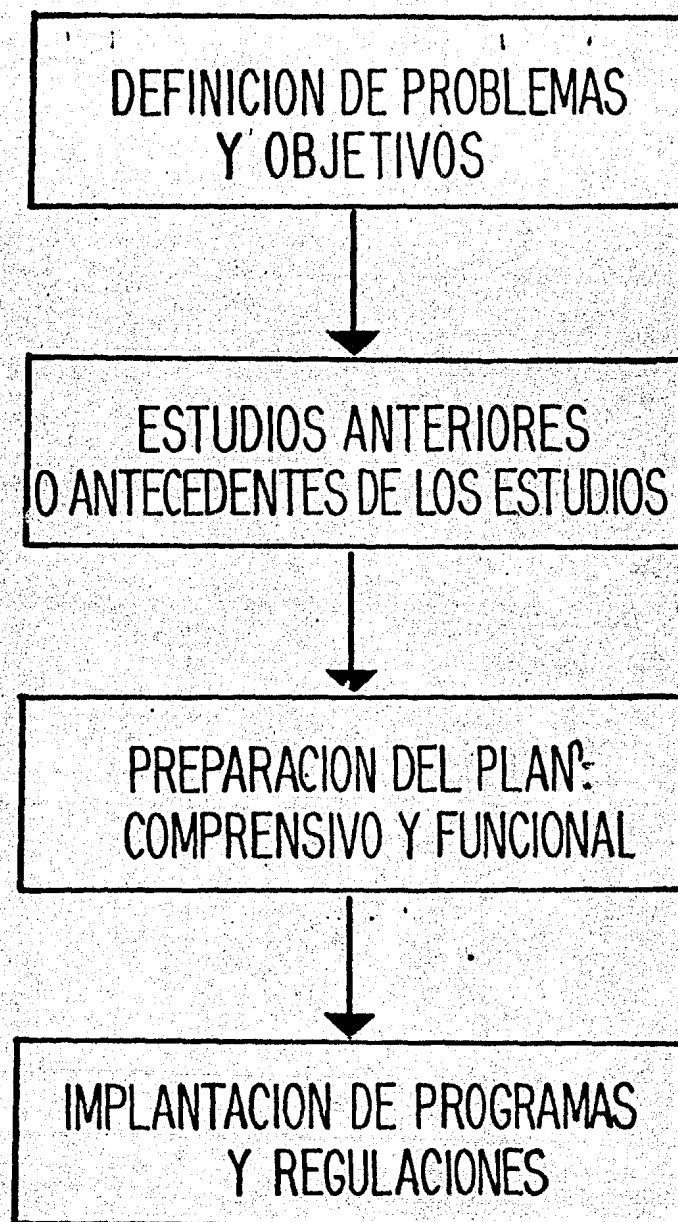 DEFINICION DE PROBLEMAS
Y OBJETIVOS
ESTUDIOS ANTERIORES
O ANTECEDENTES DE LOS ESTUDIOS
PREPARACION DEL PLAN:
COMPRENSIVO Y FUNCIONAL
IMPLANTACION DE PROGRAMAS
Y REGULACIONES